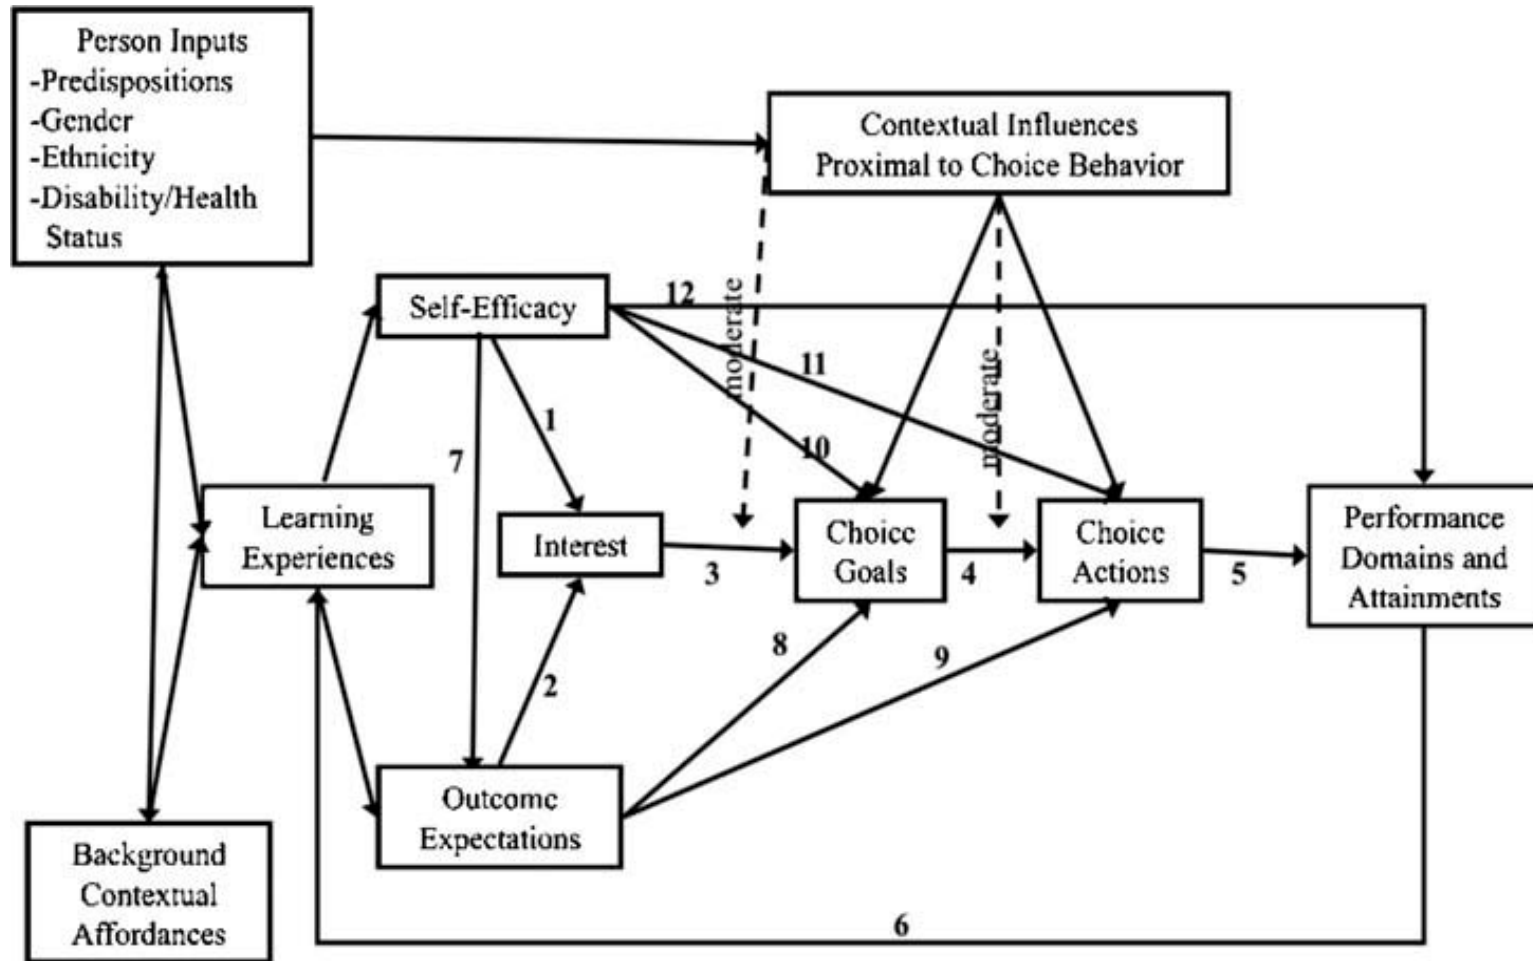 Person Inputs
-Predispositions
-Gender
-Ethnicity
-Disability/Health
Status
Contextual Influences
Proximal to Choice Behavior
Self-Efficacy
12
moderate
11
moderate
10
1
7
Learning
Experiences
Interest
3
Choice
Goals
4
Choice
Actions
5
Performance
Domains and
Attainments
8
9
2
Outcome
Expectations
Background
Contextual
Affordances
6